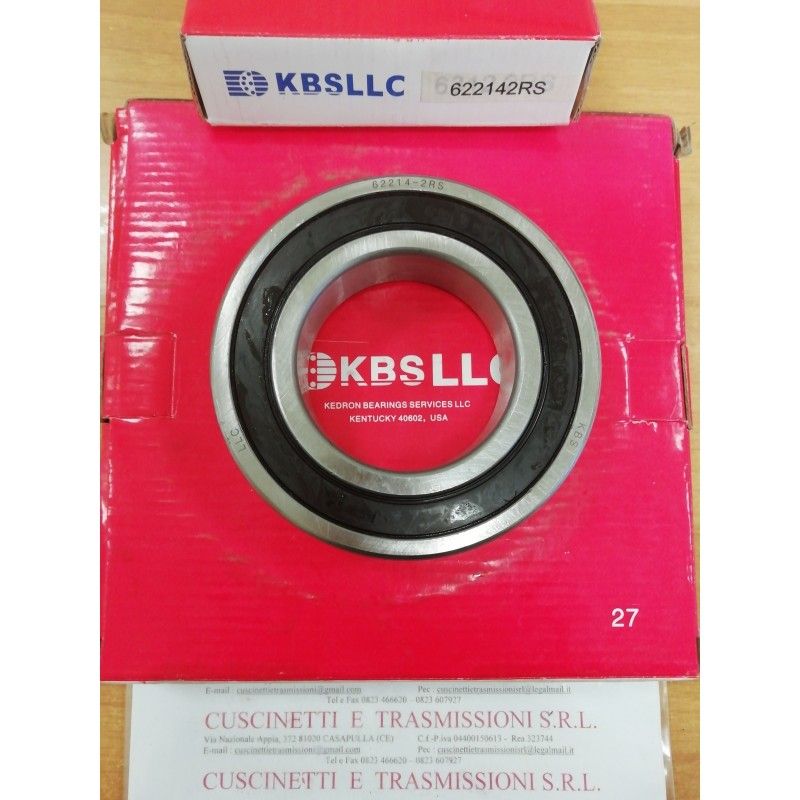 KBSLLC
622142RS
62214-2RS
KBSLLC
KEDRON BEARINGS SERVICES LLC
KENTUCKY 40602, USA
LLC
KBS
27
E-mail : cuscinettietrasmissioni@gmail.com Pec : cuscinettietrasmissionisrl@legalmail.it
Tel e Fax 0823 466620 - 0823 607927
CUSCINETTI E TRASMISSIONI S.R.L.
Via Nazionale Appia, 372 81020 CASAPULLA (CE) C.f.-P.iva 04400150613 - Rea.323744
E-mail : cuscinettietrasmissioni@gmail.com Pec : cuscinettietrasmissionisrl@legalmail.it
Tel e Fax 0823 466620 - 0823 607927
CUSCINETTI E TRASMISSIONI S.R.L.